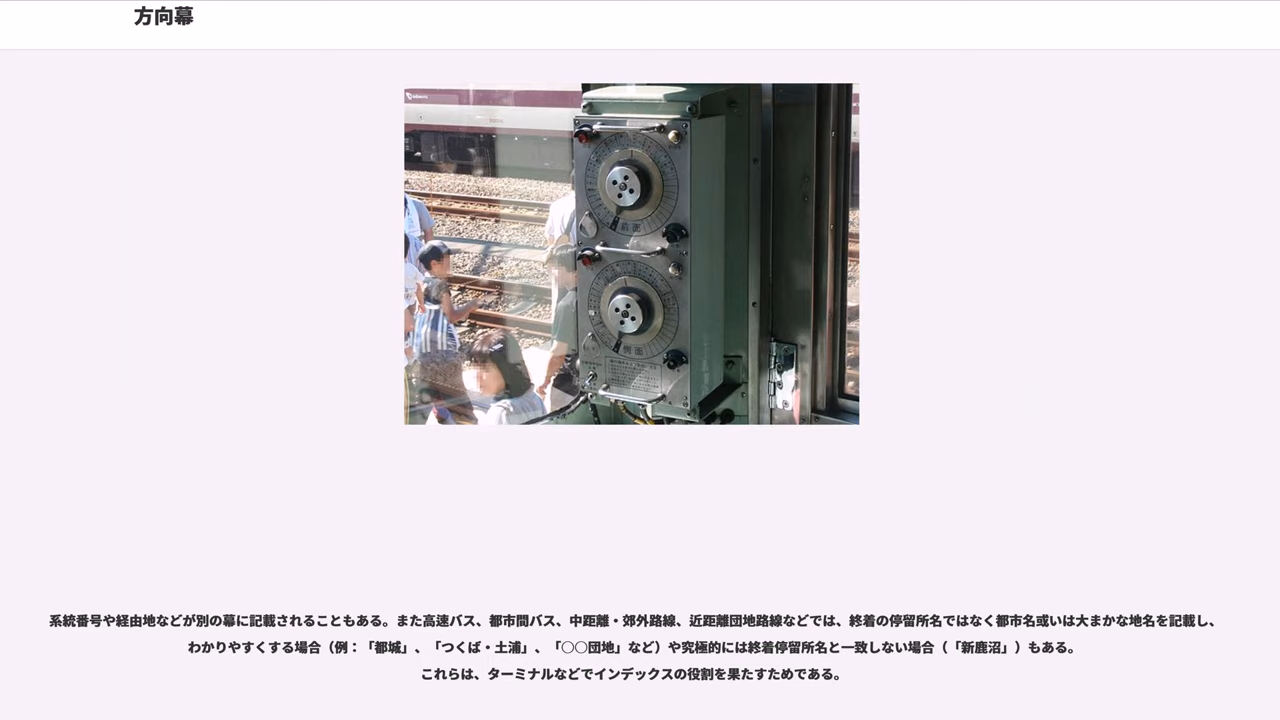 方向幕
前面
側面
系統番号や経由地などが別の幕に記載されることもある。また高速バス、都市間バス、中距離・郊外路線、近距離団地路線などでは、終着の停留所名ではなく都市名或いは大まかな地名を記載し、
わかりやすくする場合（例：「都城」、「つくば・土浦」、「○○団地」など）や究極的には終着停留所名と一致しない場合（「新鹿沼」）もある。
これらは、ターミナルなどでインデックスの役割を果たすためである。